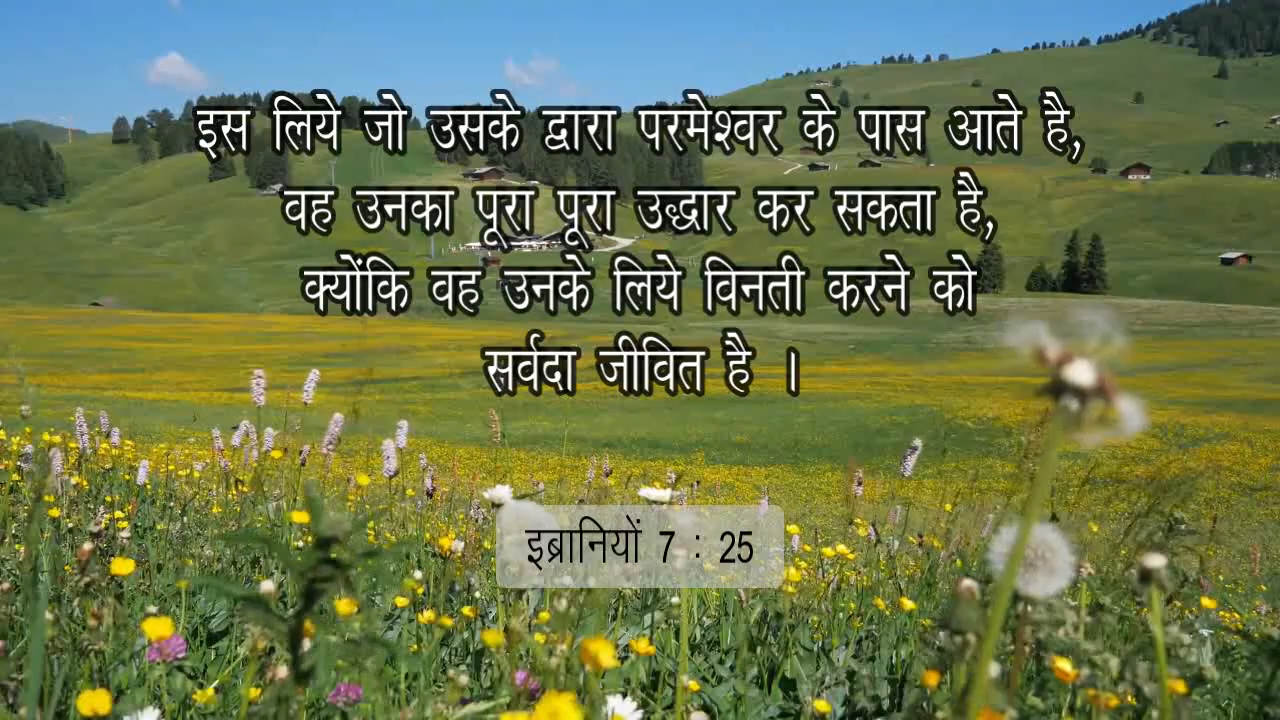 इस लिये जो उसके द्वारा परमेश्वर के पास आते है,
वह उनका पूरा पूरा उद्धार कर सकता है,
क्योंकि वह उनके लिये विनती करने को
सर्वदा जीवित है ।
इब्रानियों 7 : 25